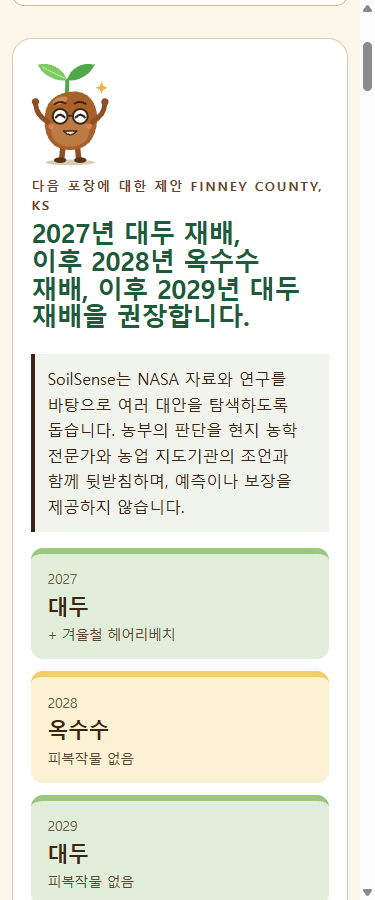 다음 포장에 대한 제안 FINNEY COUNTY,
KS
2027년 대두 재배,
이후 2028년 옥수수
재배, 이후 2029년 대두
재배을 권장합니다.
SoilSense는 NASA 자료와 연구를
바탕으로 여러 대안을 탐색하도록
돕습니다. 농부의 판단을 현지 농학
전문가와 농업 지도기관의 조언과
함께 뒷받침하며, 예측이나 보장을
제공하지 않습니다.
2027
대두
+ 겨울철 헤어리베치
2028
옥수수
피복작물 없음
2029
대두
피복작물 없음